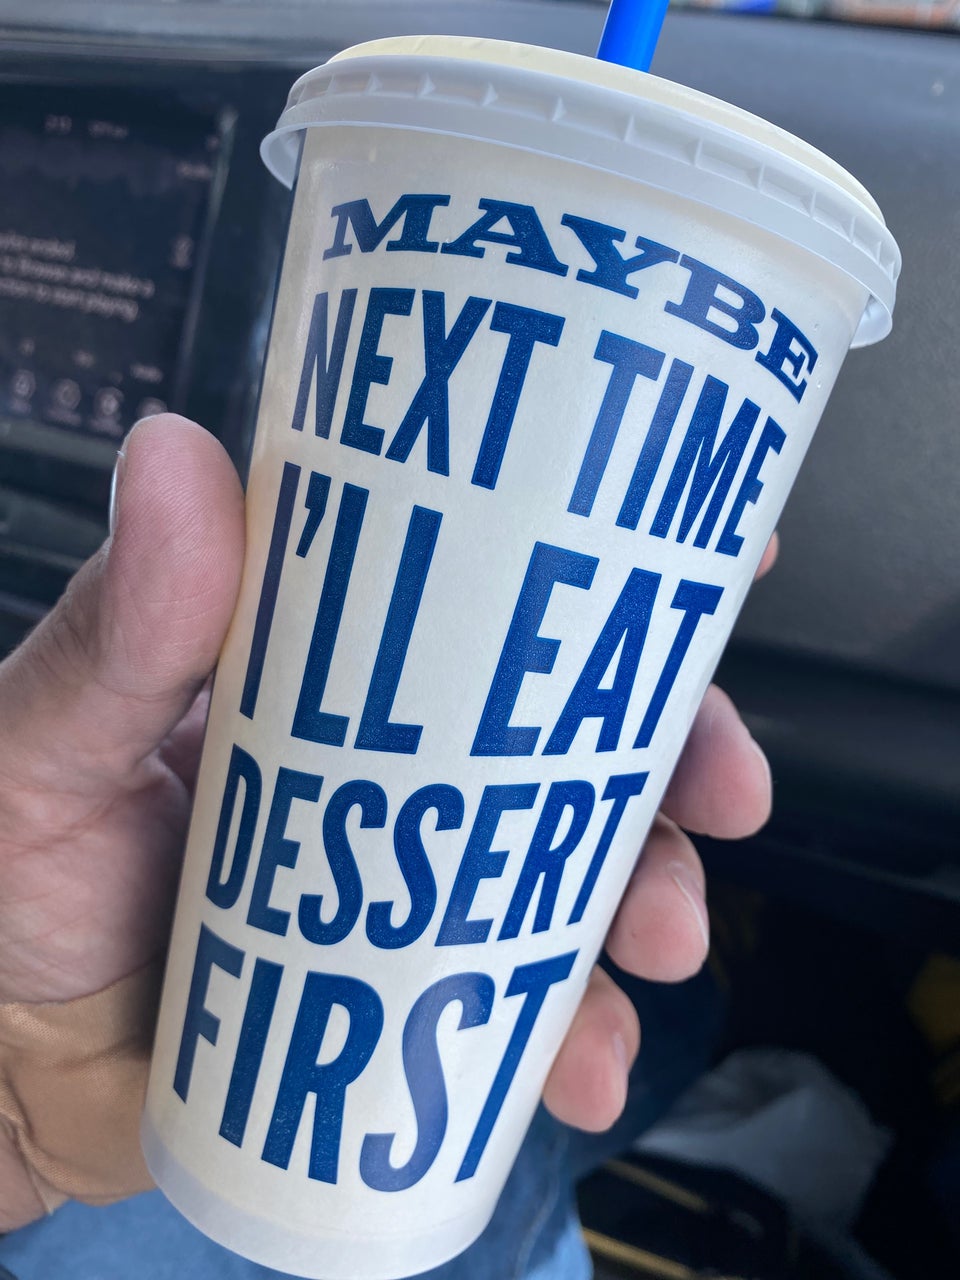 MAYBE
NEXT TIME
I'LL EAT
DESSERT
FIRST